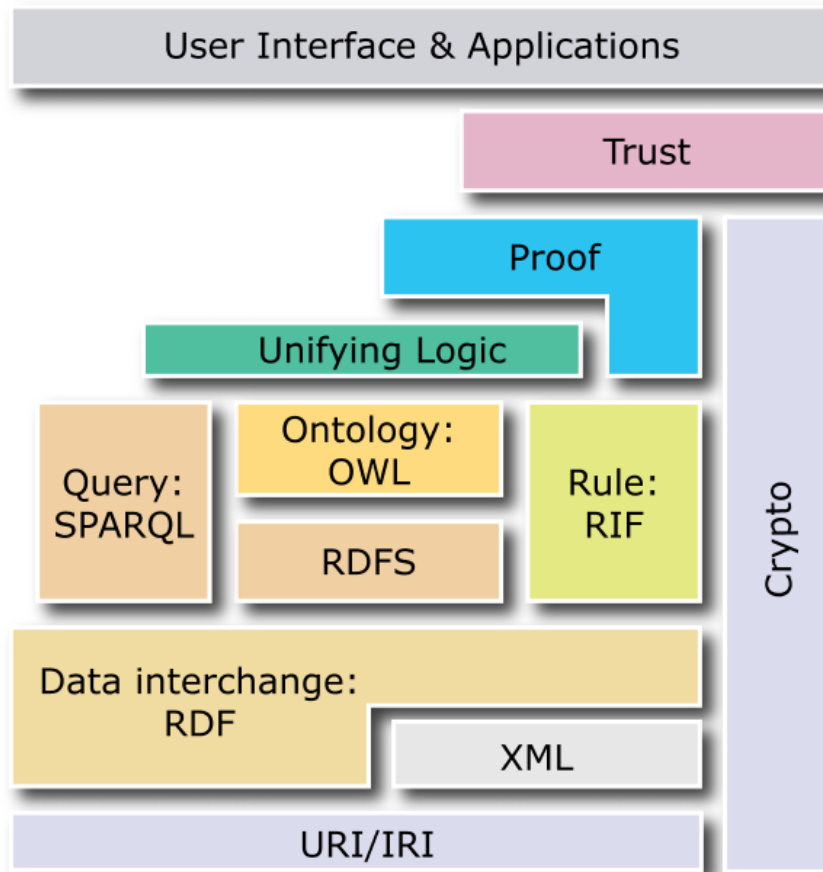 User Interface & Applications
Trust
Proof
Unifying Logic
Query:
SPARQL
Ontology:
OWL
RDFS
Rule:
RIF
Crypto
Data interchange:
RDF
XML
URI/IRI